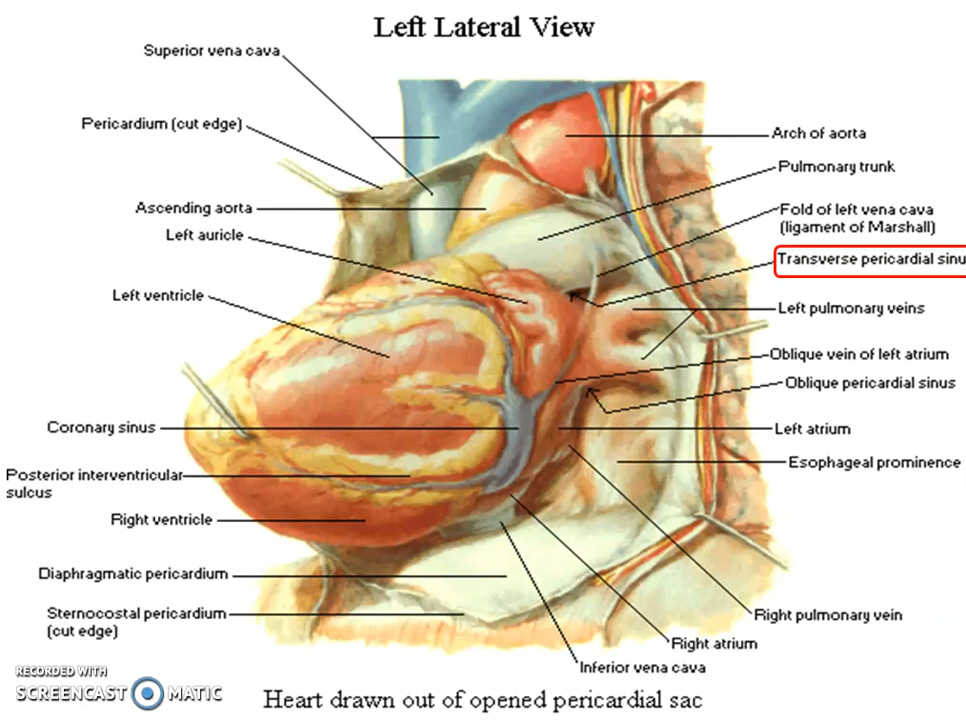 Left Lateral View
Superior vena cava
Pericardium (cut edge)
Ascending aorta
Left auricle
Left ventricle
Coronary sinus
Posterior interventricular
sulcus
Right ventricle
Diaphragmatic pericardium
Sternocostal pericardium
(cut edge)
Arch of aorta
Pulmonary trunk
Fold of left vena cava
(ligament of Marshall)
Transverse pericardial sinu
Left pulmonary veins
Oblique vein of left atrium
Oblique pericardial sinus
Left atrium
Esophageal prominence
Right pulmonary vein
Right atrium
Inferior vena cava
RECORDED WITH
SCREENCAST MATIC
Heart drawn out of opened pericardial sac